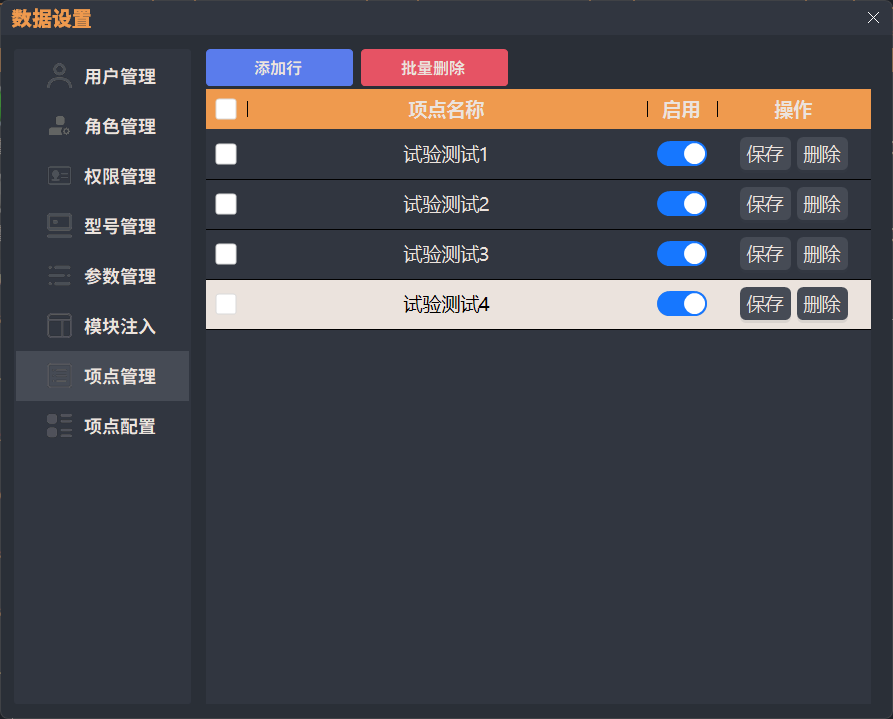 数据设置
用户管理
角色管理
权限管理
型号管理
参数管理
模块注入
项点管理
项点配置
添加行 批量删除
项点名称 启用 操作
试验测试1 保存 删除
试验测试2 保存 删除
试验测试3 保存 删除
试验测试4 保存 删除